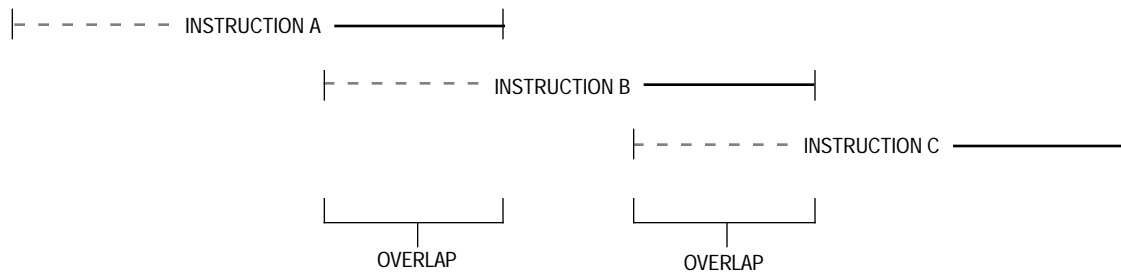 INSTRUCTION A
INSTRUCTION B
INSTRUCTION C
OVERLAP
OVERLAP